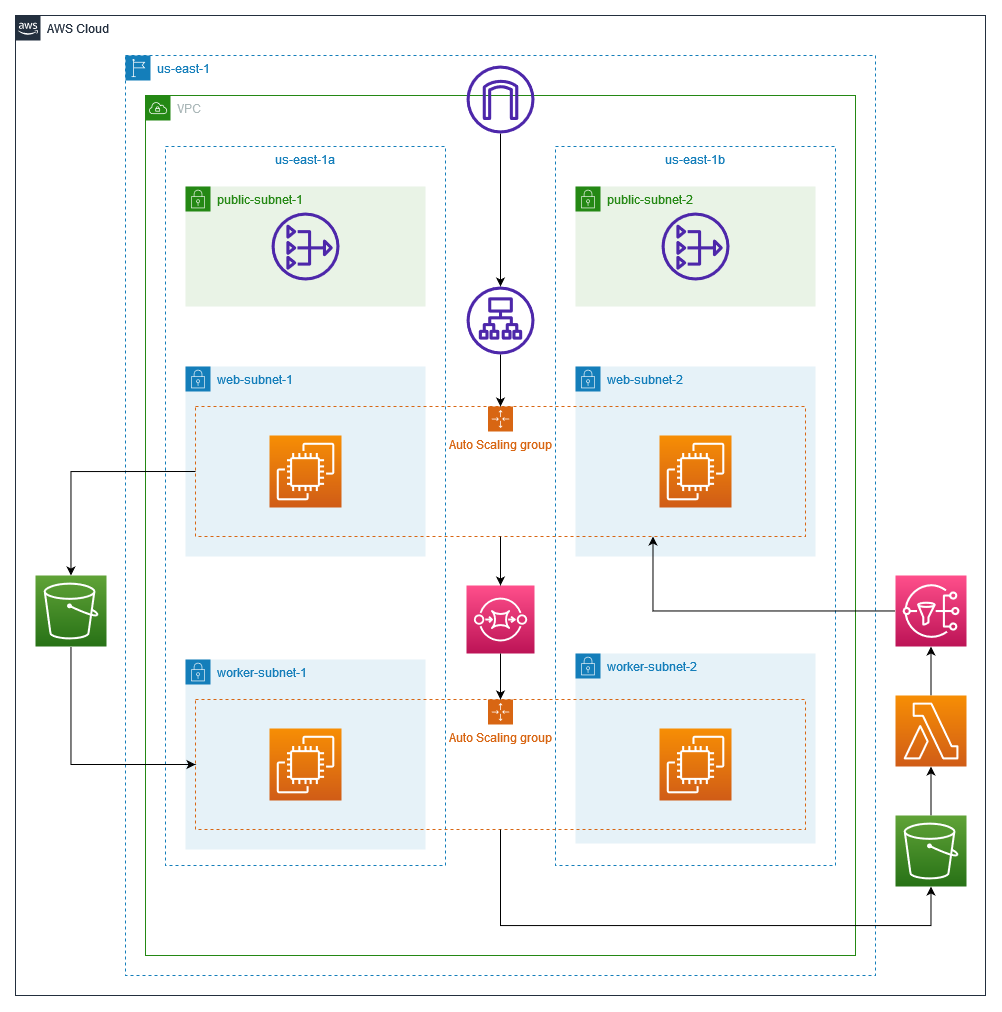 aws
AWS Cloud
us-east-1
VPC
us-east-1a
us-east-1b
public-subnet-1
public-subnet-2
web-subnet-1
web-subnet-2
Auto Scaling group
worker-subnet-1
worker-subnet-2
Auto Scaling group